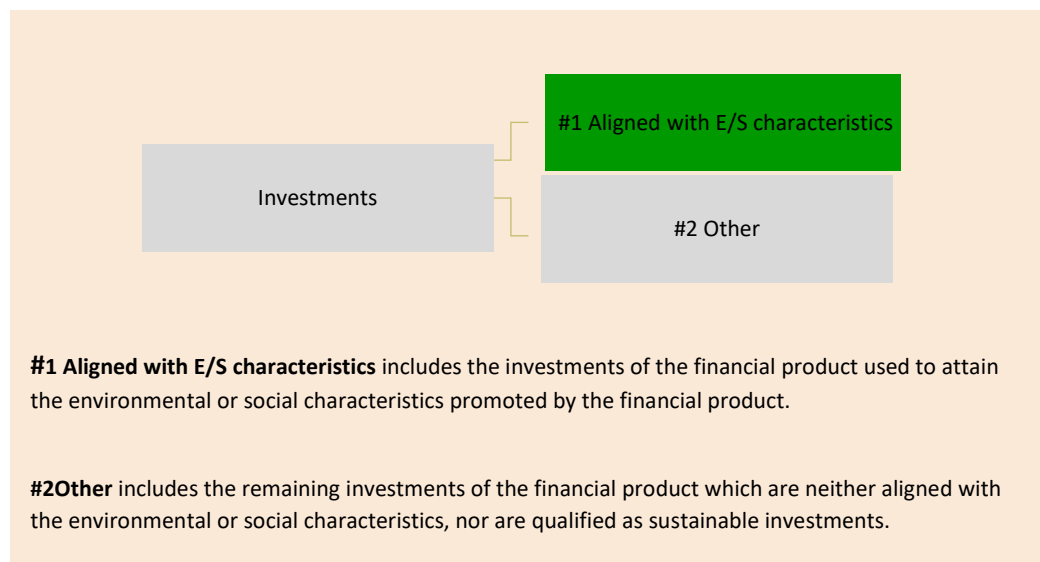 #1 Aligned with E/S characteristics
Investments
#2 Other
#1 Aligned with E/S characteristics includes the investments of the financial product used to attain
the environmental or social characteristics promoted by the financial product.
#2Other includes the remaining investments of the financial product which are neither aligned with
the environmental or social characteristics, nor are qualified as sustainable investments.